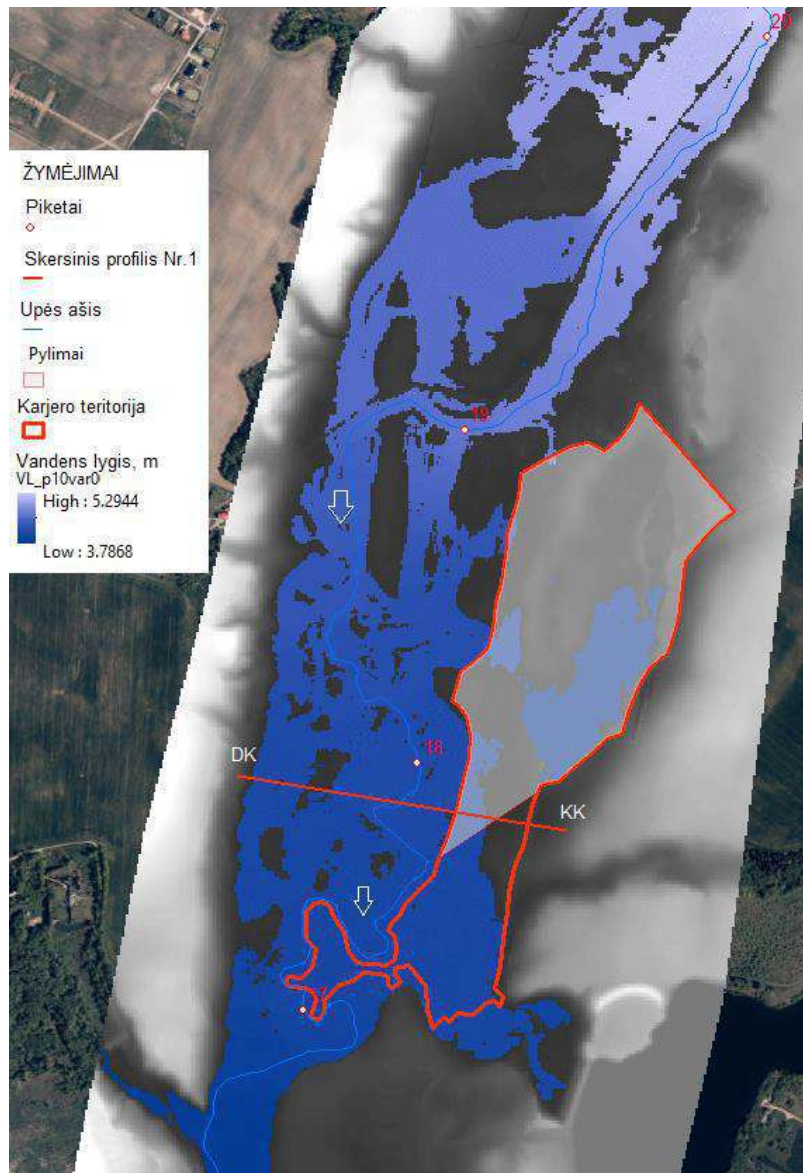 ŽYMĖJIMAI
Piketai
Skersinis profilis Nr.1
Upės ašis
Pylimai
Karjero teritorija
Vandens lygis, m
VL_p10var0
High : 5.2944
Low : 3.7868
20
19
18
DK
KK